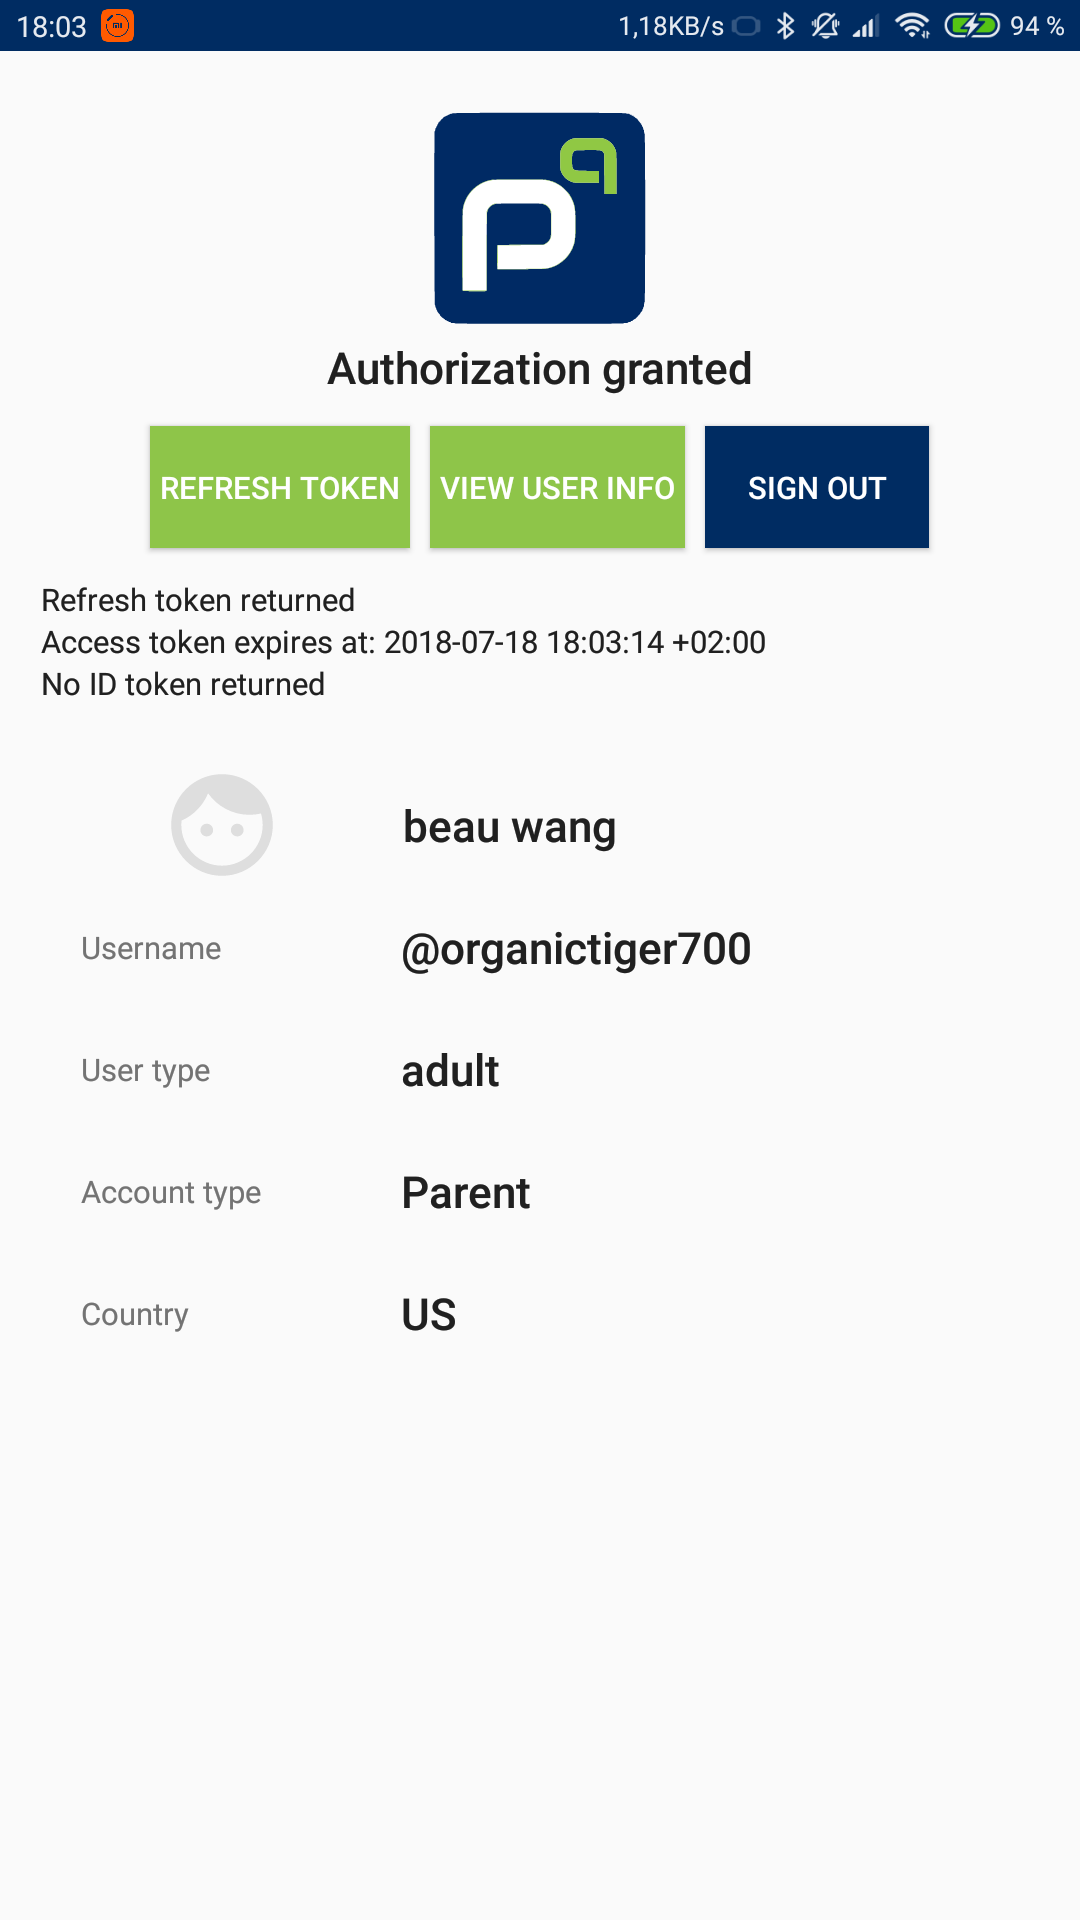 18:03 1,18KB/s 94 %
Authorization granted
REFRESH TOKEN VIEW USER INFO SIGN OUT
Refresh token returned
Access token expires at: 2018-07-18 18:03:14 +02:00
No ID token returned
beau wang
Username @organictiger700
User type adult
Account type Parent
Country US